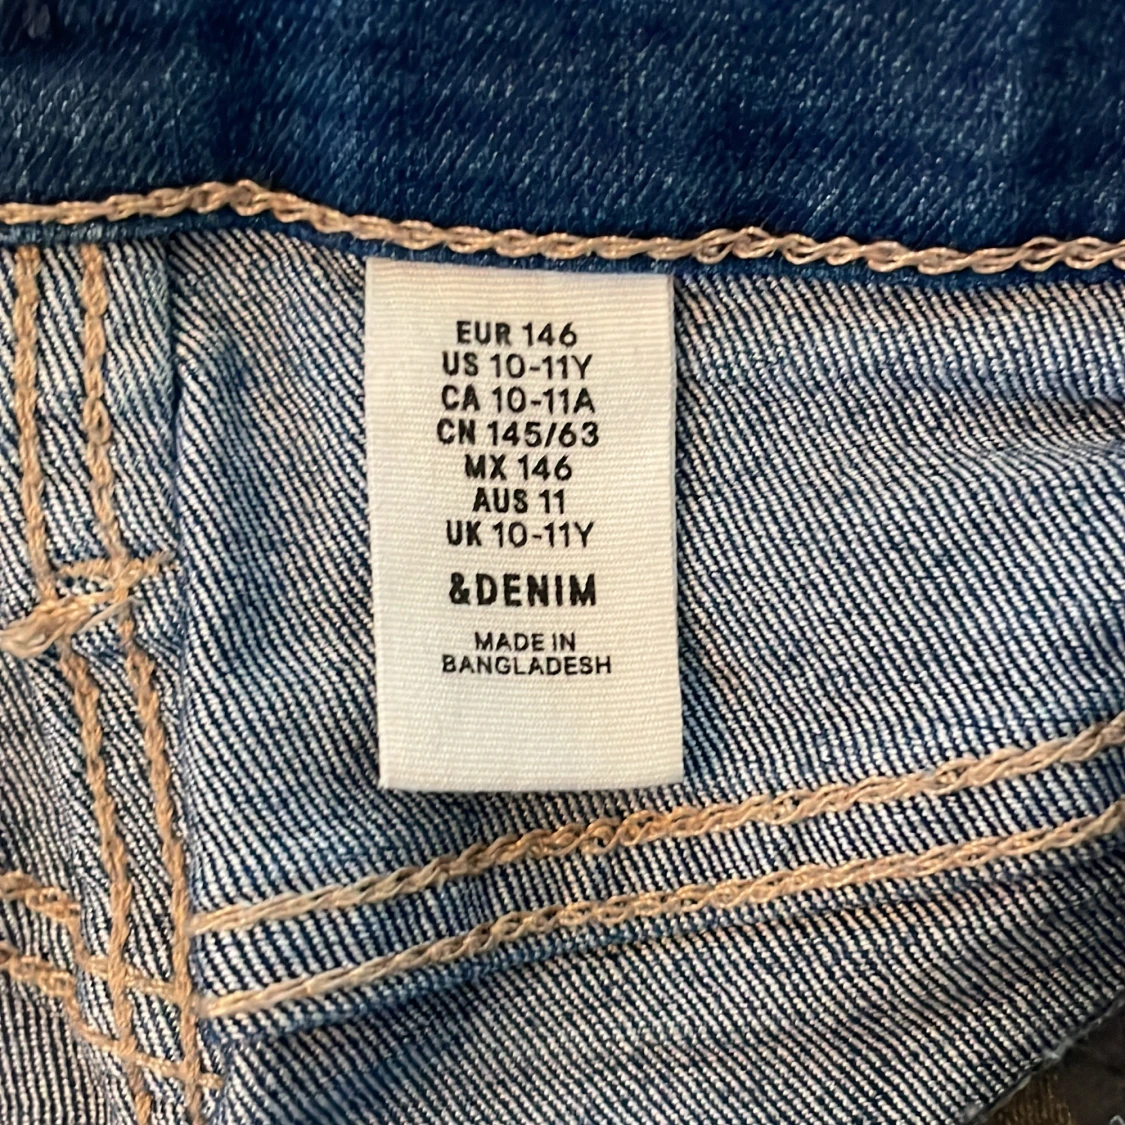 EUR 146
US 10-11Y
CA 10-11A
CN 145/63
MX 146
AUS 11
UK 10-11Y
&DENIM
MADE IN
BANGLADESH